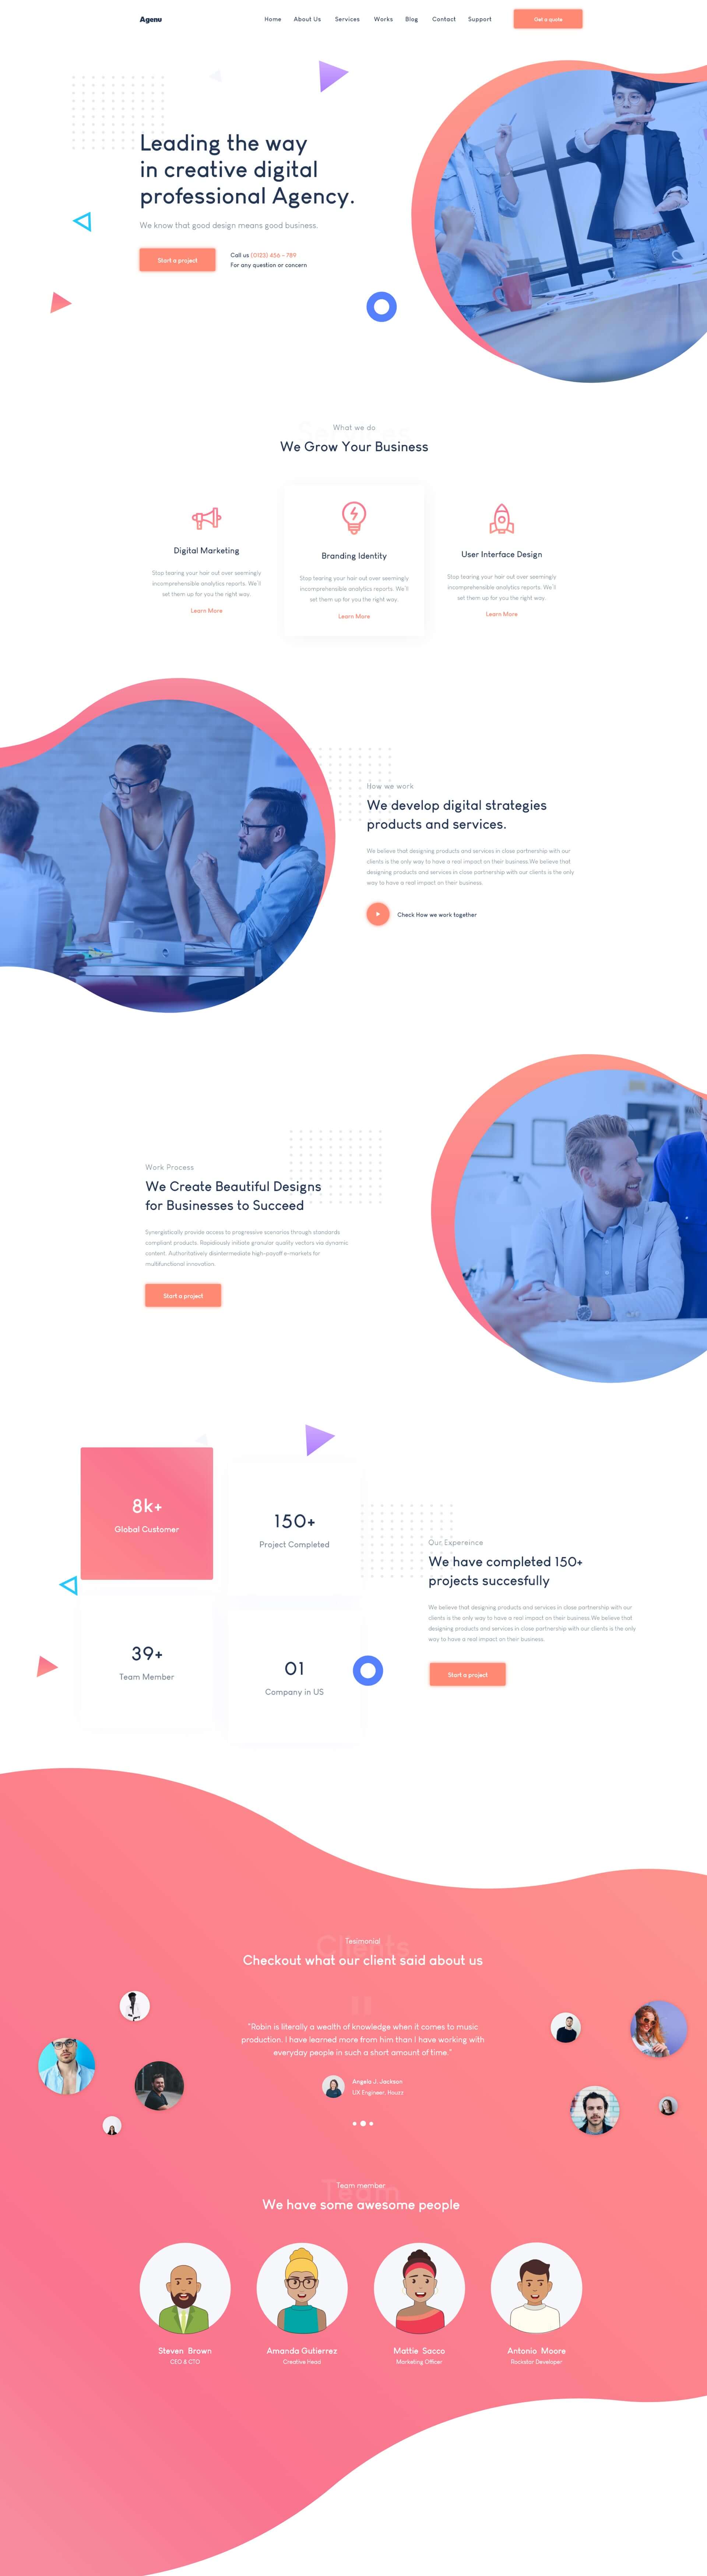 Agenu
Home About Us Services Works Blog Contact Support
Get a quote
Leading the way
in creative digital
professional Agency.
We know that good design means good business.
Start a project
Call us (0123) 456 – 789
For any question or concern
What we do
We Grow Your Business
Digital Marketing
Stop tearing your hair out over seemingly
incomprehensible analytics reports. We'll
set them up for you the right way.
Learn More
Branding Identity
Stop tearing your hair out over seemingly
incomprehensible analytics reports. We'll
set them up for you the right way.
Learn More
User Interface Design
Stop tearing your hair out over seemingly
incomprehensible analytics reports. We'll
set them up for you the right way.
Learn More
How we work
We develop digital strategies
products and services.
We believe that designing products and services in close partnership with our
clients is the only way to have a real impact on their business.We believe that
designing products and services in close partnership with our clients is the only
way to have a real impact on their business.
Check How we work together
Work Process
We Create Beautiful Designs
for Businesses to Succeed
Synergistically provide access to progressive scenarios through standards
compliant products. Rapidiously initiate granular quality vectors via dynamic
content. Authoritatively disintermediate high-payoff e-markets for
multifunctional innovation.
Start a project
8k+
Global Customer
150+
Project Completed
39+
Team Member
01
Company in US
Our Expereince
We have completed 150+
projects succesfully
We believe that designing products and services in close partnership with our
clients is the only way to have a real impact on their business.We believe that
designing products and services in close partnership with our clients is the only
way to have a real impact on their business.
Start a project
Clients
Tesimonial
Checkout what our client said about us
"Robin is literally a wealth of knowledge when it comes to music
production. I have learned more from him than I have working with
everyday people in such a short amount of time."
Angela J. Jackson
UX Engineer, Houzz
Team
Team member
We have some awesome people
Steven Brown
CEO & CTO
Amanda Gutierrez
Creative Head
Mattie Sacco
Marketing Officer
Antonio Moore
Rockstar Developer